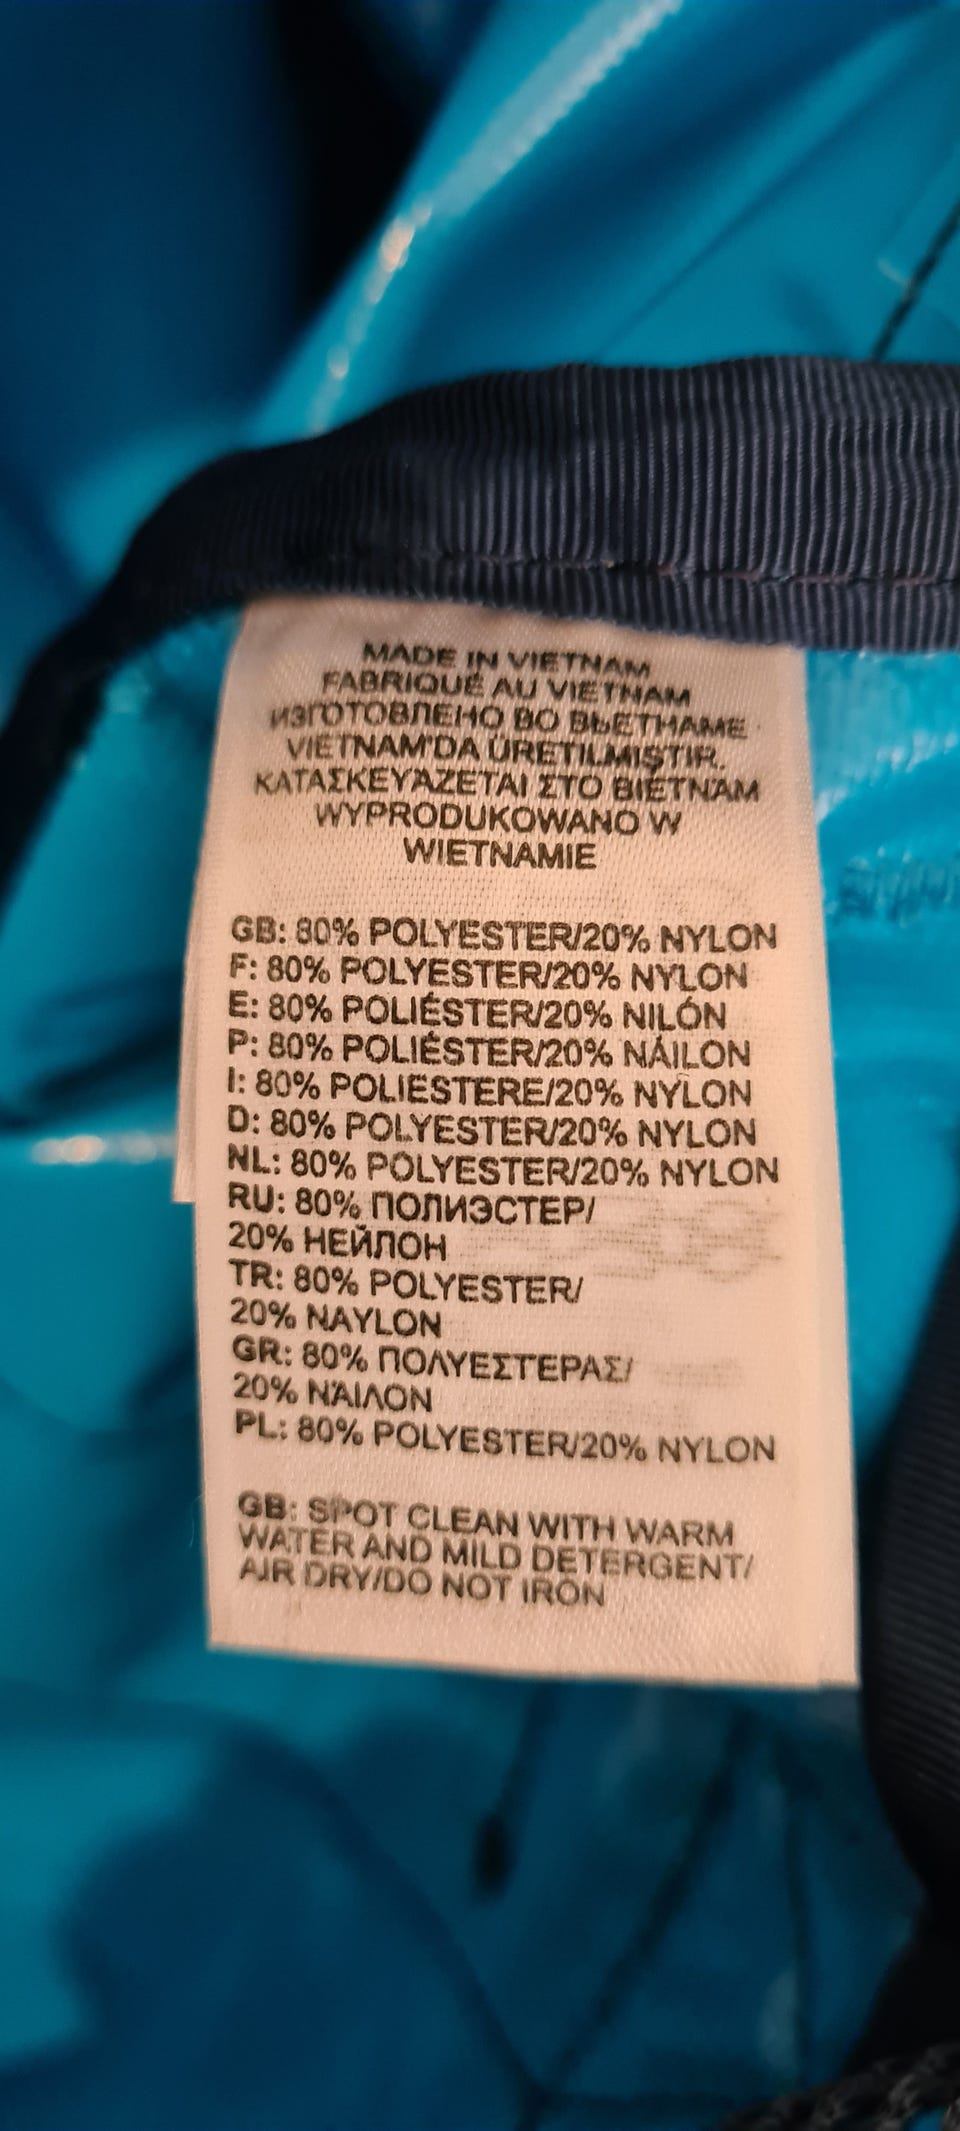 MADE IN VIETNAM
FABRIQUÉ AU VIETNAM
ИЗГОТОВЛЕНО ВО ВЬЕТНАМЕ
VIETNAM'DA ÜRETILMIŞTIR.
ΚΑΤΑΣΚΕΥΆΖΕΤΑΙ ΣΤΟ ΒΙΕΤΝΆΜ
WYPRODUKOWANO W
WIETNAMIE
GB: 80% POLYESTER/20% NYLON
F: 80% POLYESTER/20% NYLON
E: 80% POLIÉSTER/20% NILÓN
P: 80% POLIÉSTER/20% NÁILON
I: 80% POLIESTERE/20% NYLON
D: 80% POLYESTER/20% NYLON
NL: 80% POLYESTER/20% NYLON
RU: 80% ПОЛИЭСТЕР/
20% НЕЙЛОН
TR: 80% POLYESTER/
20% NAYLON
GR: 80% ΠΟΛΥΕΣΤΕΡΑΣ/
20% ΝΆΙΛΟΝ
PL: 80% POLYESTER/20% NYLON
GB: SPOT CLEAN WITH WARM
WATER AND MILD DETERGENT/
AIR DRY/DO NOT IRON